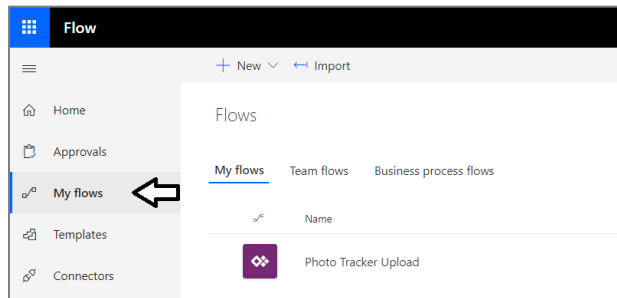 Flow
New
Import
Home
Approvals
My flows
Templates
Connectors
Flows
My flows Team flows Business process flows
Name
Photo Tracker Upload